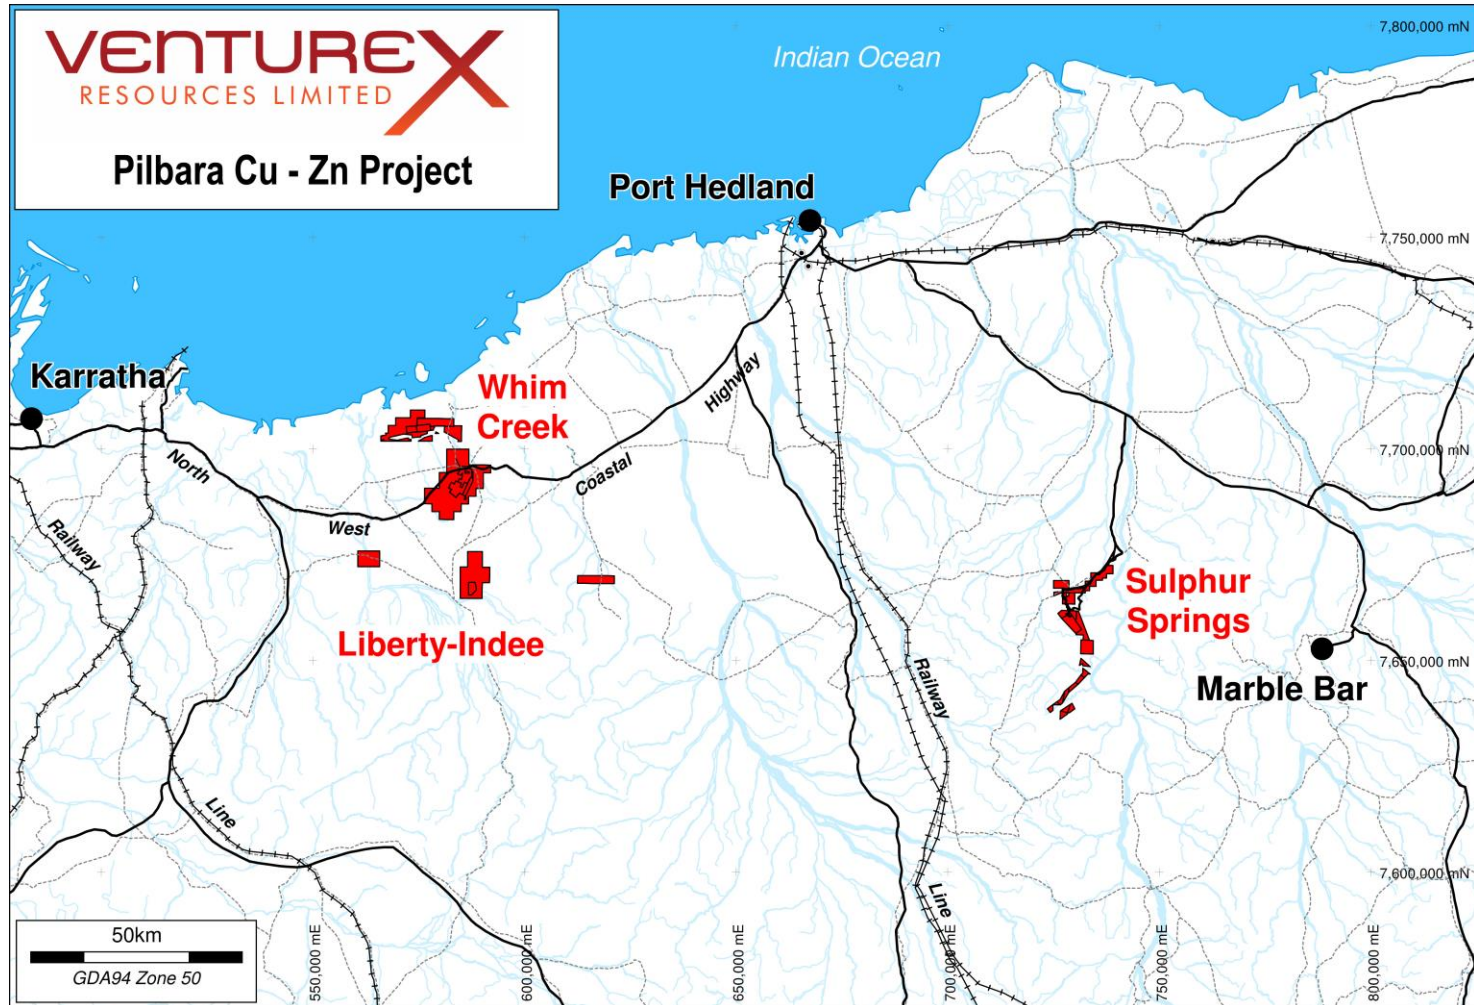 VENTUREX
RESOURCES LIMITED
Pilbara Cu - Zn Project
Indian Ocean
7,800,000 mN
Port Hedland
7,750,000 mN
Karratha
Whim
Creek
Highway
Coastal
North
West
7,700,000 mN
Railway
Liberty-Indee
Sulphur
Springs
7,650,000 mN
Marble Bar
Railway
Line
Line
7,600,000 mN
50km
GDA94 Zone 50
550,000 mE
600,000 mE
650,000 mE
700,000 mE
750,000 mE
800,000 mE